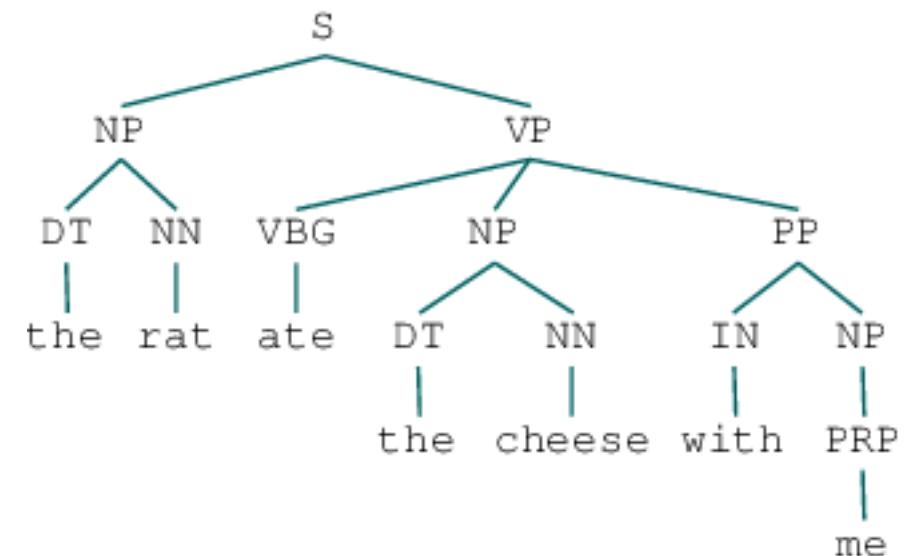 S
NP VP
DT NN VBG NP PP
the rat ate DT NN IN NP
the cheese with PRP
me